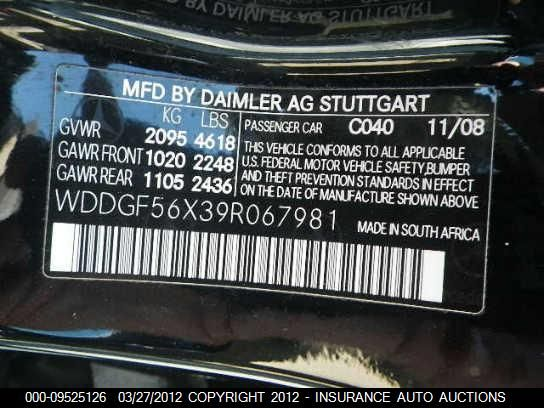 MFD BY DAIMLER AG STUTTGART
KG LBS
GVWR 2095 4618
GAWR FRONT 1020 2248
GAWR REAR 1105 2436
PASSENGER CAR C040 11/08
THIS VEHICLE CONFORMS TO ALL APPLICABLE
U.S. FEDERAL MOTOR VEHICLE SAFETY,BUMPER
AND THEFT PREVENTION STANDARDS IN EFFECT
ON THE DATE OF MANUFACTURE SHOWN ABOVE
WDDGF56X39R067981
MADE IN SOUTH AFRICA
000-09525126 03/27/2012 COPYRIGHT 2012 - INSURANCE AUTO AUCTIONS